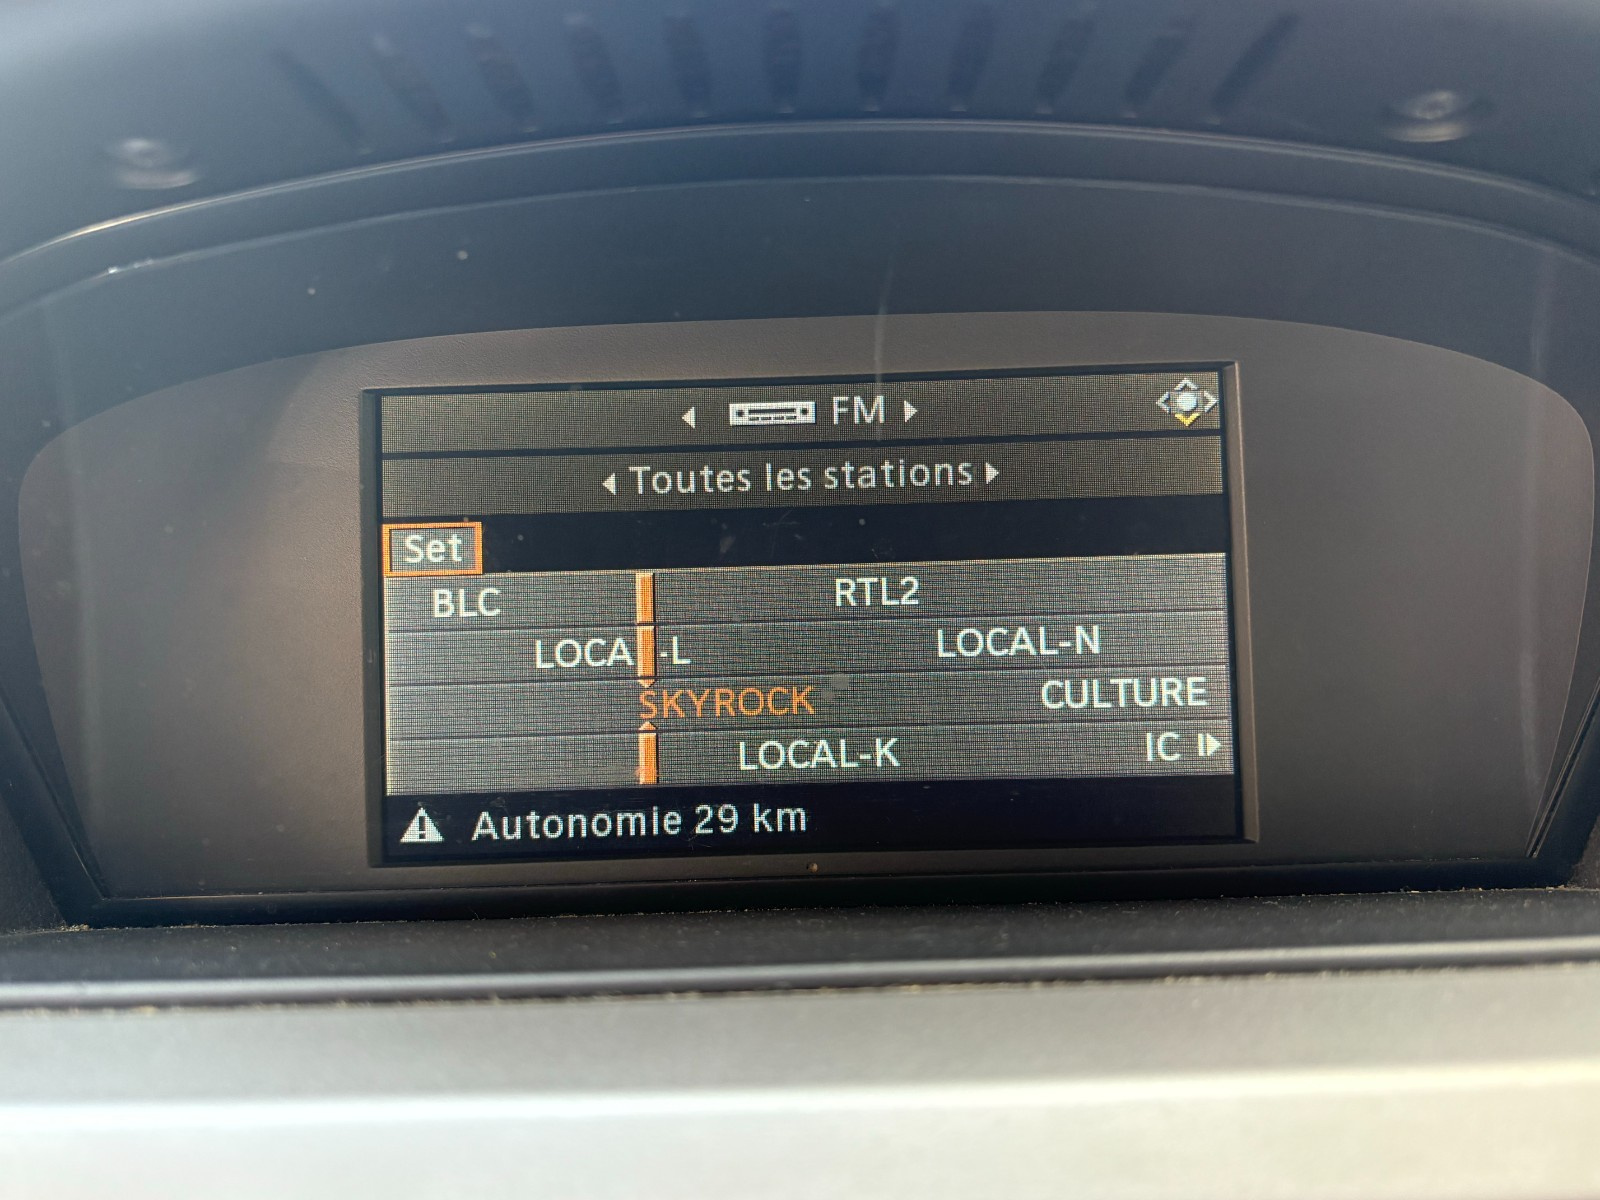 FM
Toutes les stations
Set
BLC RTL2
LOCA -L LOCAL-N
SKYROCK CULTURE
LOCAL-K IC
Autonomie 29 km